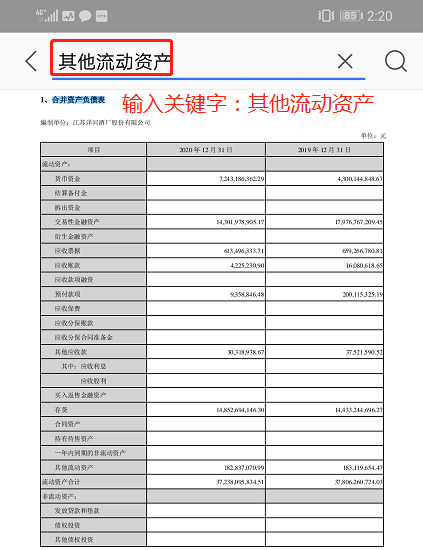 4G 85 2:20
其他流动资产
1、合并资产负债表 输入关键字：其他流动资产
编制单位：江苏洋河酒厂股份有限公司
单位：元
项目 2020 年 12 月 31 日 2019 年 12 月 31 日
流动资产：
货币资金 7,243,186,362.29 4,300,144,848.67
结算备付金
拆出资金
交易性金融资产 14,301,978,905.17 17,976,767,209.45
衍生金融资产
应收票据 613,496,333.71 659,266,780.81
应收账款 4,225,230.90 16,080,618.65
应收款项融资
预付款项 9,358,846.48 200,115,325.19
应收保费
应收分保账款
应收分保合同准备金
其他应收款 30,318,938.67 37,521,590.52
其中：应收利息
应收股利
买入返售金融资产
存货 14,852,694,146.30 14,433,244,696.27
合同资产
持有待售资产
一年内到期的非流动资产
其他流动资产 182,837,070.99 183,119,654.47
流动资产合计 37,238,095,834.51 37,806,260,724.03
非流动资产：
发放贷款和垫款
债权投资
其他债权投资